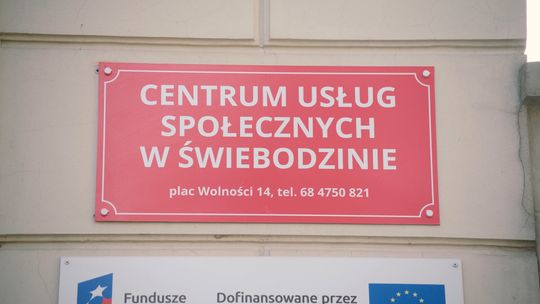 CENTRUM USŁUG
SPOŁECZNYCH
W ŚWIEBODZINIE
plac Wolności 14, tel. 68 4750 821
Fundusze Dofinansowane przez